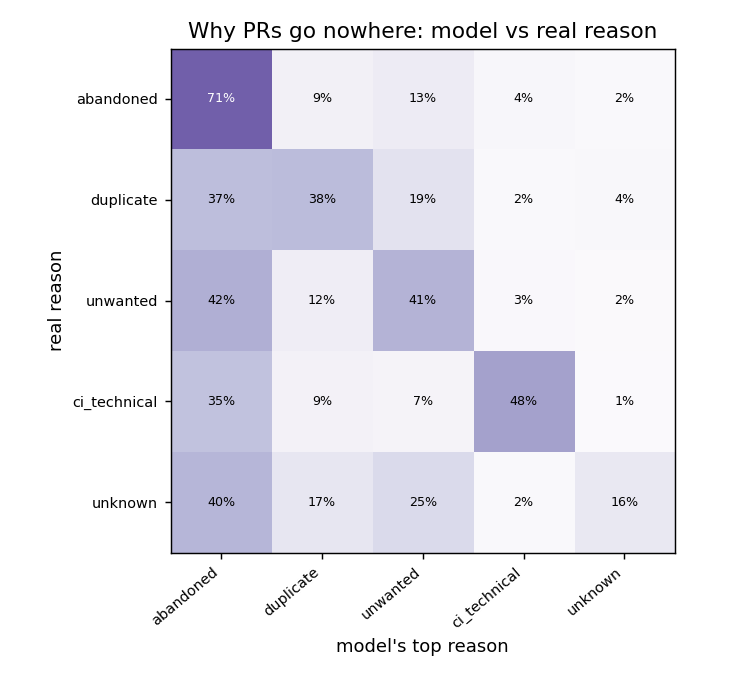 Why PRs go nowhere: model vs real reason
abandoned 71% 9% 13% 4% 2%
duplicate 37% 38% 19% 2% 4%
unwanted 42% 12% 41% 3% 2%
ci_technical 35% 9% 7% 48% 1%
unknown 40% 17% 25% 2% 16%
real reason
abandoned duplicate unwanted ci_technical unknown
model's top reason